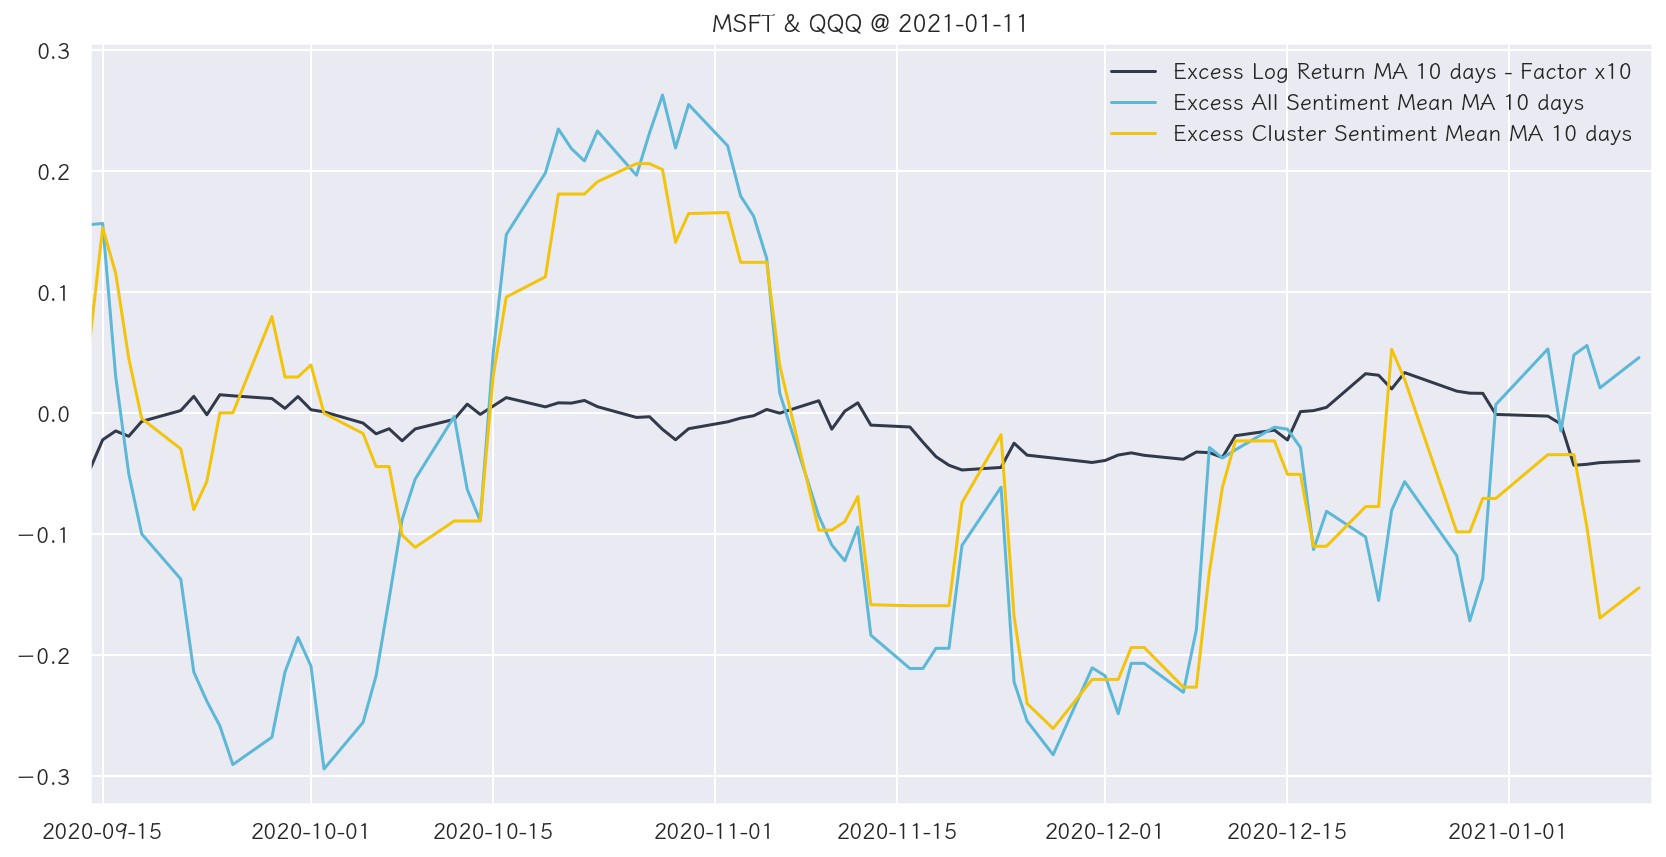 MSFT & QQQ @ 2021-01-11
0.3
0.2
0.1
0.0
−0.1
−0.2
−0.3
Excess Log Return MA 10 days - Factor x10
Excess All Sentiment Mean MA 10 days
Excess Cluster Sentiment Mean MA 10 days
2020-09-15 2020-10-01 2020-10-15 2020-11-01 2020-11-15 2020-12-01 2020-12-15 2021-01-01